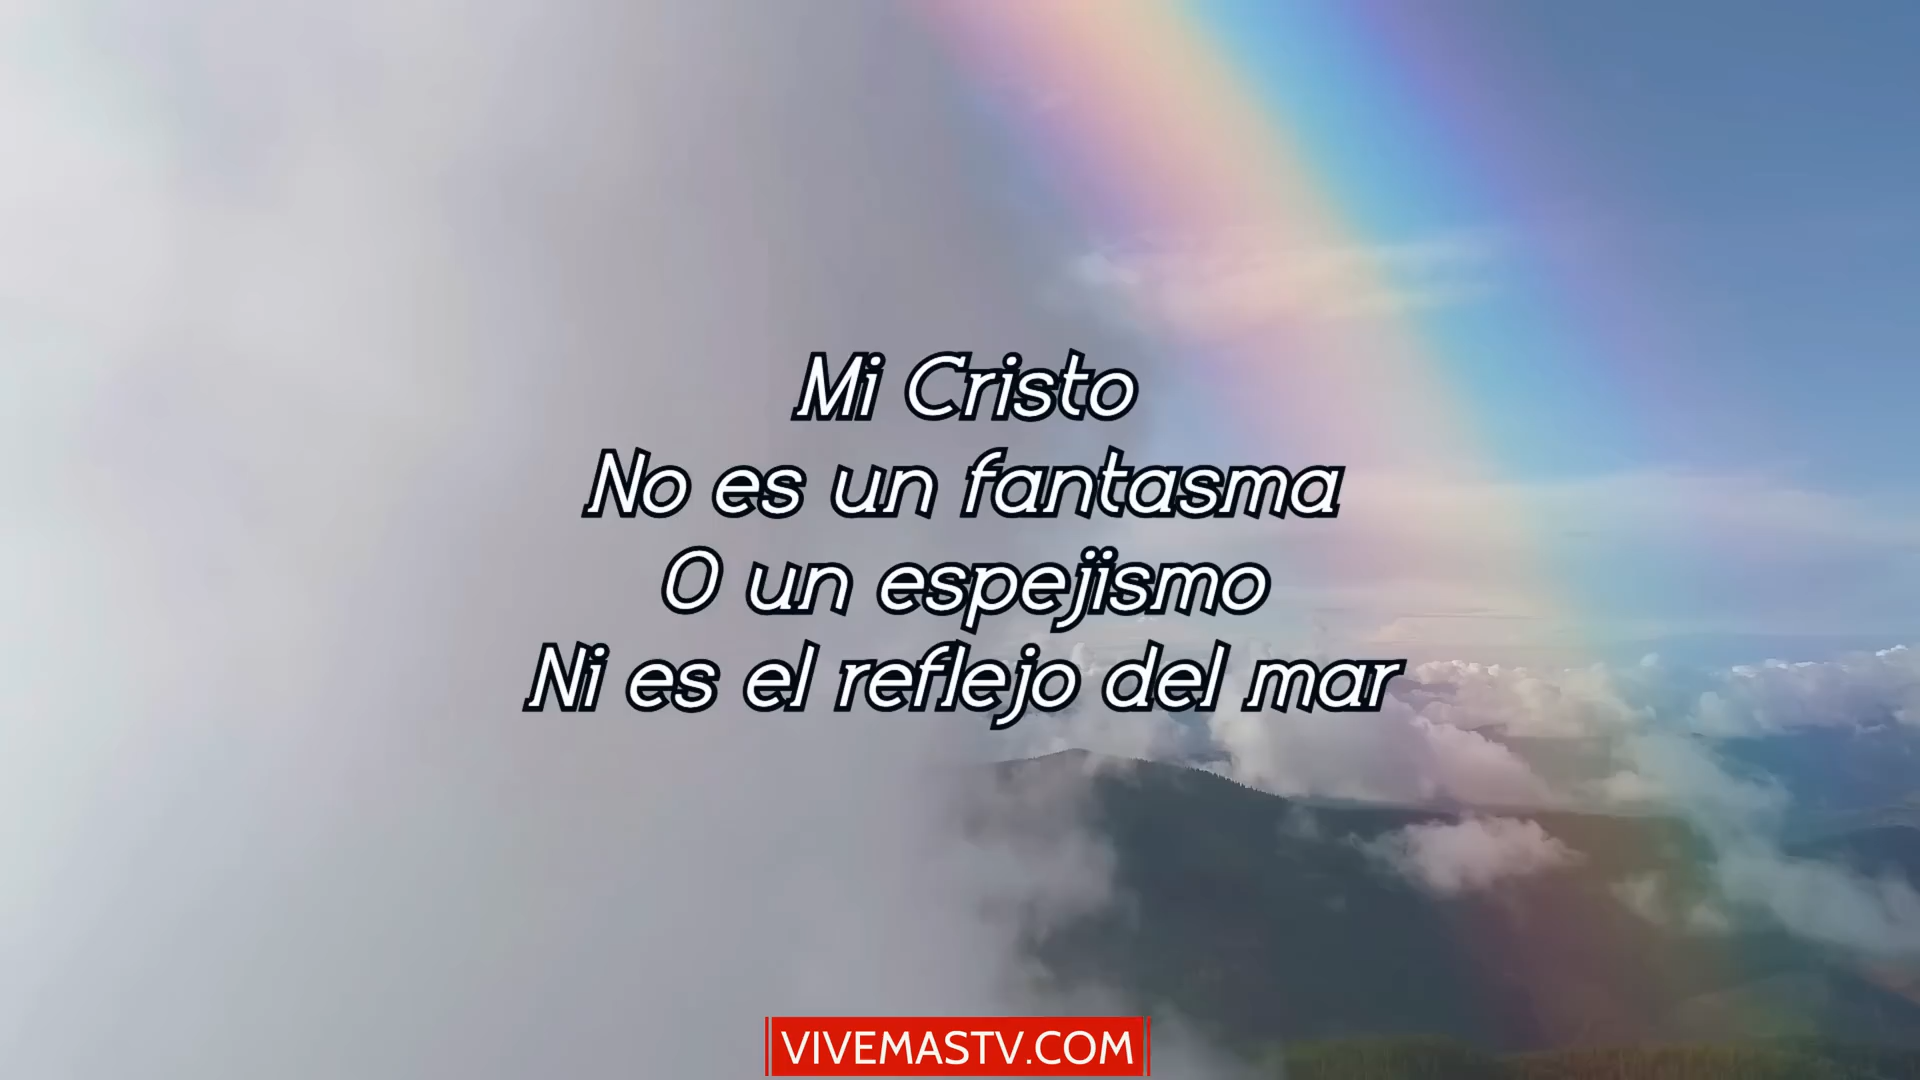 Mi Cristo
No es un fantasma
O un espejismo
Ni es el reflejo del mar
VIVEMASTV.COM